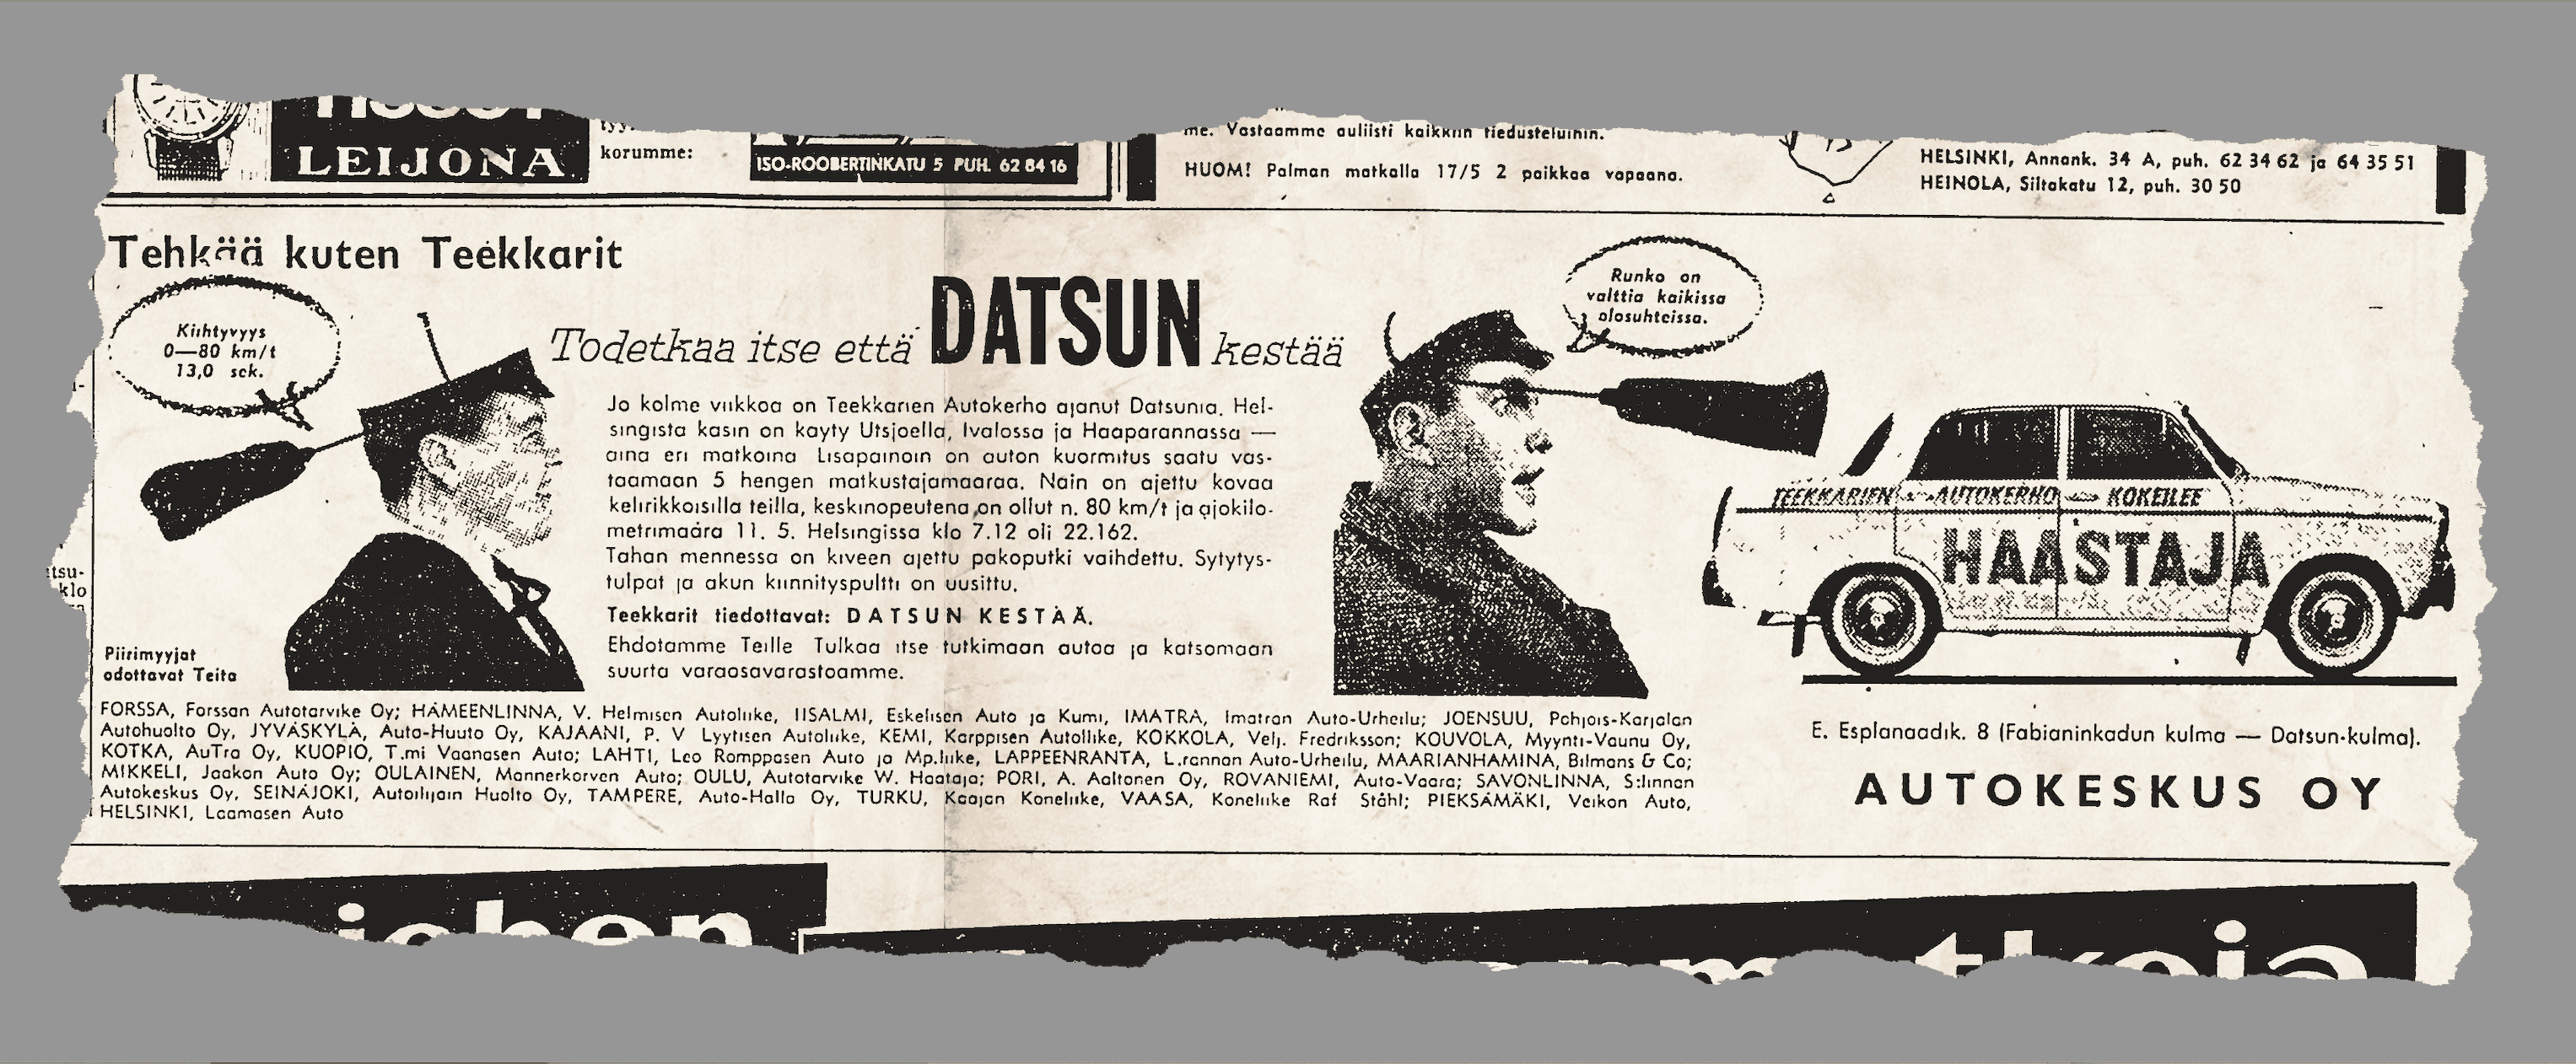 LEIJONA
korumme:
ISO-ROOBERTINKATU 5 PUH. 62 84 16
me. Vastaamme auliisti kaikkiin tiedusteluihin.
HUOM! Palman matkalla 17/5 2 paikkaa vapaana.
HELSINKI, Annank. 34 A, puh. 62 34 62 ja 64 35 51
HEINOLA, Siltakatu 12, puh. 30 50
Tehkää kuten Teekkarit
Kiihtyvyys
0—80 km/t
13,0 sek.
Todetkaa itse että DATSUN kestää
Runko on
valttia kaikissa
olosuhteissa.
Jo kolme viikkoa on Teekkarien Autokerho ajanut Datsunia. Hel-
singistä käsin on käyty Utsjoella, Ivalossa ja Haaparannassa —
aina eri matkoina Lisäpainoin on auton kuormitus saatu vas-
taamaan 5 hengen matkustajamäärää. Näin on ajettu kovaa
kelirikkoisilla teillä, keskinopeutena on ollut n. 80 km/t ja ajokilo-
metrimäärä 11. 5. Helsingissä klo 7.12 oli 22.162.
Tähän mennessä on kiveen ajettu pakoputki vaihdettu. Sytytys-
tulpat ja akun kiinnityspultti on uusittu.
Teekkarit tiedottavat: DATSUN KESTÄÄ.
Ehdotamme Teille Tulkaa itse tutkimaan autoa ja katsomaan
suurta varaosavarastoamme.
TEEKKARIEN AUTOKERHO KOKEILEE
HAASTAJA
tsu-
klo
Piirimyyjät
odottavat Teitä
FORSSA, Forssan Autotarvike Oy; HÄMEENLINNA, V. Helmisen Autoliike, IISALMI, Eskelisen Auto ja Kumi, IMATRA, Imatran Auto-Urheilu; JOENSUU, Pohjois-Karjalan
Autohuolto Oy, JYVÄSKYLÄ, Auto-Huuto Oy, KAJAANI, P. V Lyytisen Autoliike, KEMI, Karppisen Autoliike, KOKKOLA, Velj. Fredriksson; KOUVOLA, Myynti-Vaunu Oy,
KOTKA, AuTra Oy, KUOPIO, T.mi Vaanasen Auto; LAHTI, Leo Romppasen Auto ja Mp.liike, LAPPEENRANTA, L.rannan Auto-Urheilu, MAARIANHAMINA, Bilmans & Co;
MIKKELI, Jaakon Auto Oy; OULAINEN, Mannerkorven Auto; OULU, Autotarvike W. Haataja; PORI, A. Aaltonen Oy, ROVANIEMI, Auto-Vaara; SAVONLINNA, S:linnan
Autokeskus Oy, SEINÄJOKI, Autoilijain Huolto Oy, TAMPERE, Auto-Halla Oy, TURKU, Kaajan Koneliike, VAASA, Koneliike Raf Ståhl; PIEKSÄMÄKI, Veikon Auto,
HELSINKI, Laamasen Auto
E. Esplanaadik. 8 (Fabianinkadun kulma — Datsun-kulma).
AUTOKESKUS OY